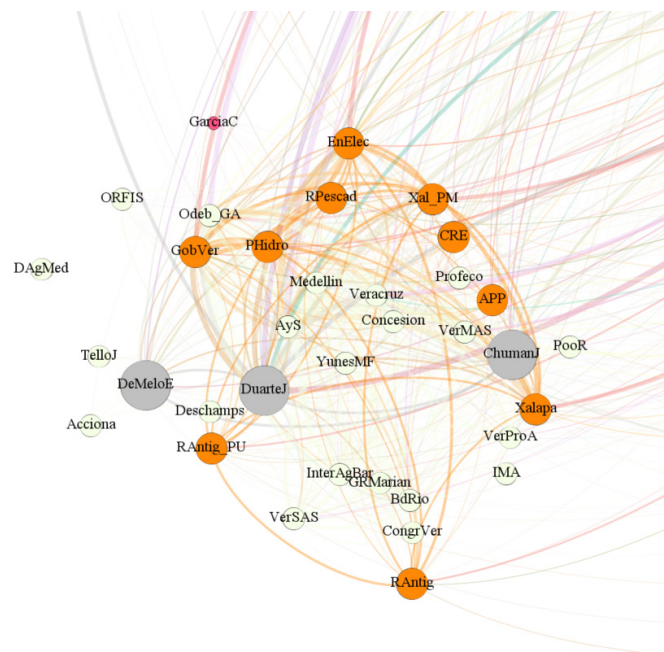 GarciaC
EnElec
ORFIS
RPescad
Xal_PM
Odeb_GA
CRE
GobVer
PHidro
DAgMed
Medellin
Profeco
Veracruz
APP
AyS
Concesion
VerMAS
TelloJ
YunesMF
ChumanJ
PooR
DeMeloE
DuarteJ
Deschamps
Xalapa
Acciona
RAntig_PU
VerProA
InterAgBar
IMA
GRMarian
BdRio
VerSAS
CongrVer
RAntig